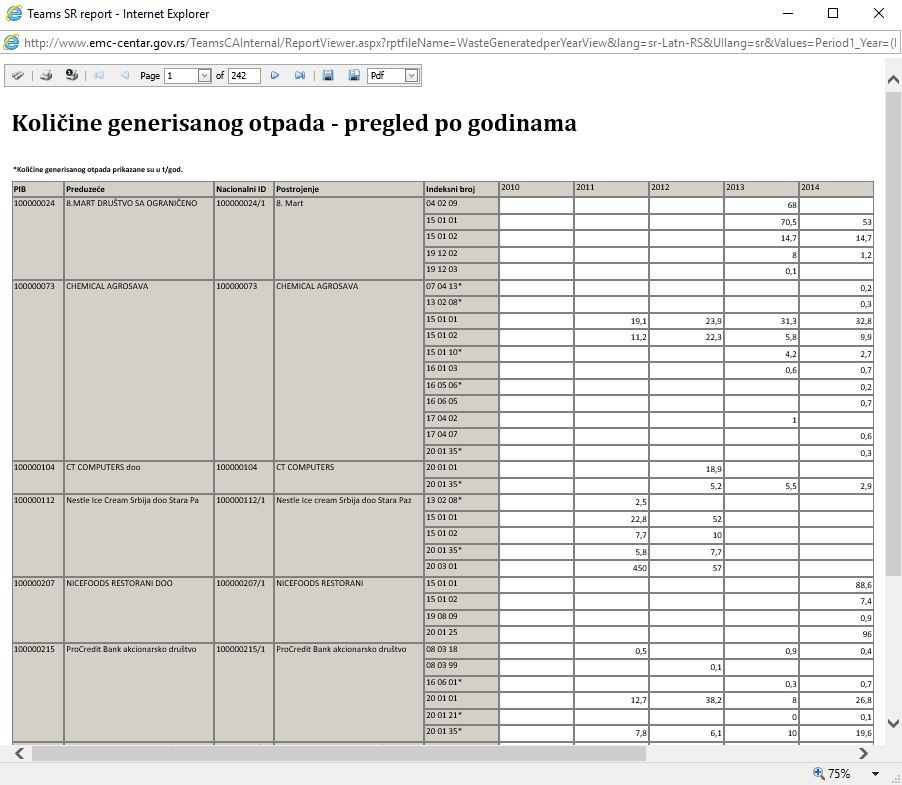 Teams SR report - Internet Explorer
http://www.emc-centar.gov.rs/TeamsCAInternal/ReportViewer.aspx?rptfileName=WasteGeneratedperYearView&lang=sr-Latn-RS&UIlang=sr&Values=Period1_Year=(
Page 1 of 242 Pdf
Količine generisanog otpada - pregled po godinama
*Količine generisanog otpada prikazane su u t/god.
PIB Preduzeće Nacionalni ID Postrojenje Indeksni broj 2010 2011 2012 2013 2014
100000024 8.MART DRUŠTVO SA OGRANIČENO 100000024/1 8. Mart 04 02 09 68
15 01 01 70,5 53
15 01 02 14,7 14,7
19 12 02 8 1,2
19 12 03 0,1
100000073 CHEMICAL AGROSAVA 100000073 CHEMICAL AGROSAVA 07 04 13* 0,2
13 02 08* 0,3
15 01 01 19,1 23,9 31,3 32,8
15 01 02 11,2 22,3 5,8 9,9
15 01 10* 4,2 2,7
16 01 03 0,6 0,7
16 05 06* 0,2
16 06 05 0,7
17 04 02 1
17 04 07 0,6
20 01 35* 0,3
100000104 CT COMPUTERS doo 100000104 CT COMPUTERS 20 01 01 18,9
20 01 35* 5,2 5,5 2,9
100000112 Nestle Ice Cream Srbija doo Stara Pa 100000112/1 Nestle Ice cream Srbija doo Stara Paz 13 02 08* 2,5
15 01 01 22,8 52
15 01 02 7,7 10
20 01 35* 5,8 7,7
20 03 01 450 57
100000207 NICEFOODS RESTORANI DOO 100000207/1 NICEFOODS RESTORANI 15 01 01 88,6
15 01 02 7,4
19 08 09 0,9
20 01 25 96
100000215 ProCredit Bank akcionarsko društvo 100000215/1 ProCredit Bank akcionarsko društvo 08 03 18 0,5 0,9 0,4
08 03 99 0,1
16 06 01* 0,3 0,7
20 01 01 12,7 38,2 8 26,8
20 01 21* 0 0,1
20 01 35* 7,8 6,1 10 19,6
75%